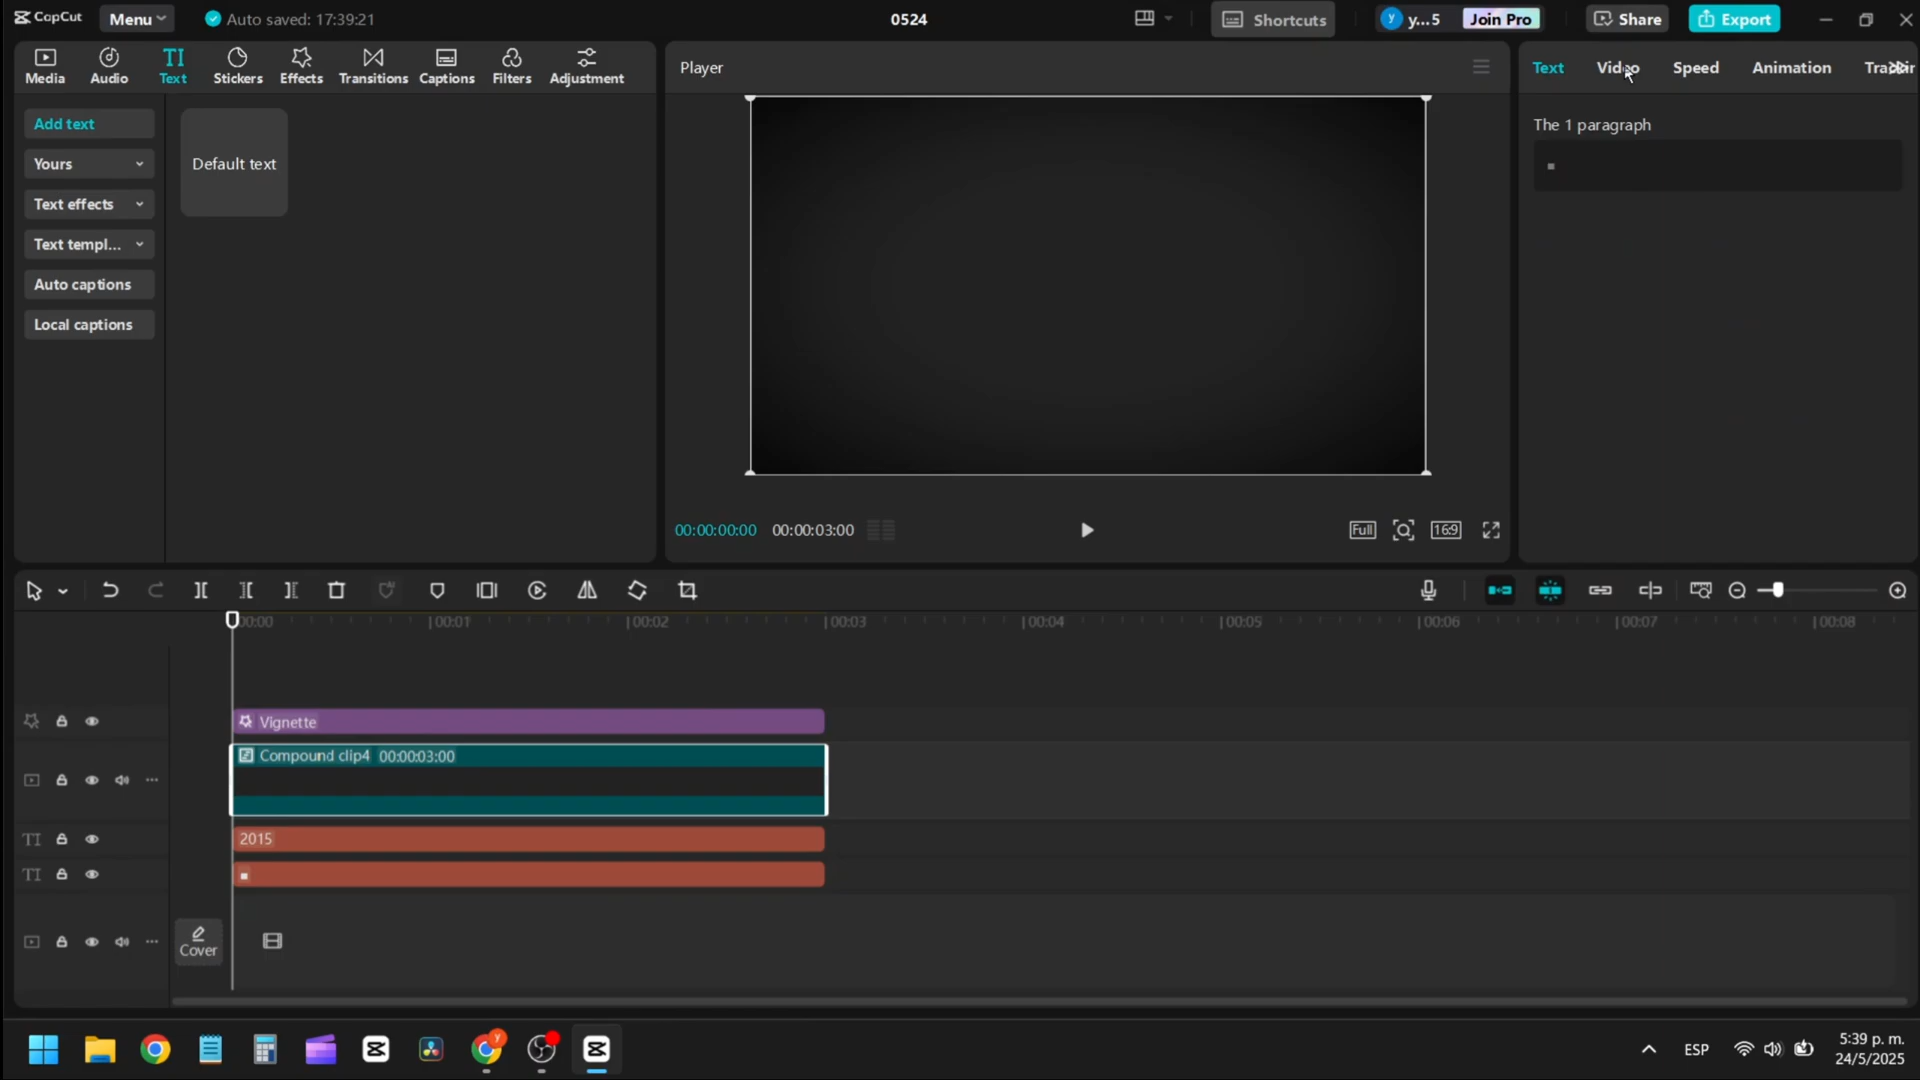 CapCut
Menu
Auto saved: 17:39:21
0524
Shortcuts
y...5
Join Pro
Share
Export
Media
Audio
TI
Text
Stickers
Effects
Transitions
Captions
Filters
Adjustment
Add text
Yours
Text effects
Text templ...
Auto captions
Local captions
Default text
Player
00:00:00:00
00:00:03:00
Full
16:9
Text
Video
Speed
Animation
The 1 paragraph
00:00
00:01
00:02
00:03
00:04
00:05
00:06
00:07
00:08
Vignette
Compound clip4 00:00:03:00
TI
2015
TI
Cover
ESP
5:39 p. m.
24/5/2025